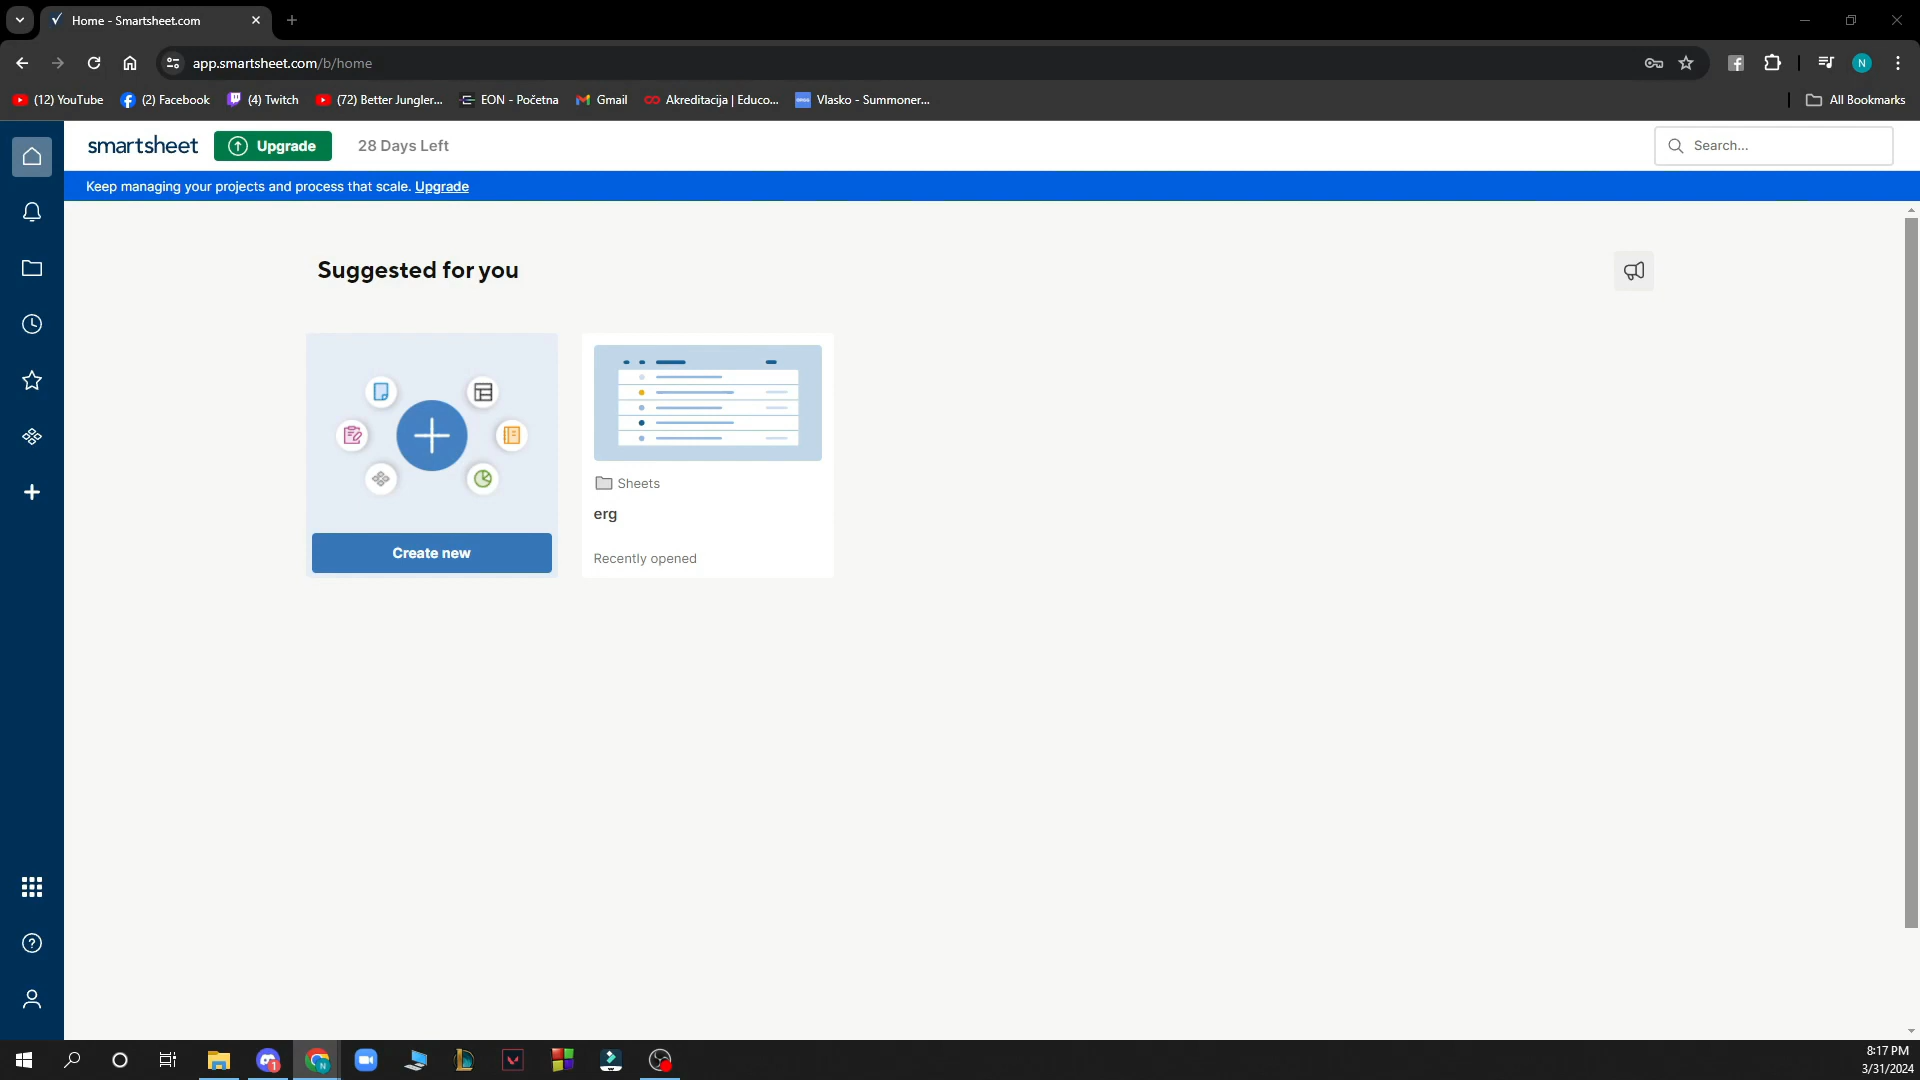 Home - Smartsheet.com
app.smartsheet.com/b/home
(12) YouTube
(2) Facebook
(4) Twitch
(72) Better Jungler...
EON - Početna
Gmail
Akreditacija | Educo...
Vlasko - Summoner...
All Bookmarks
smartsheet
Upgrade
28 Days Left
Search...
Keep managing your projects and process that scale. Upgrade
Suggested for you
Sheets
erg
Create new
Recently opened
8:17 PM
3/31/2024